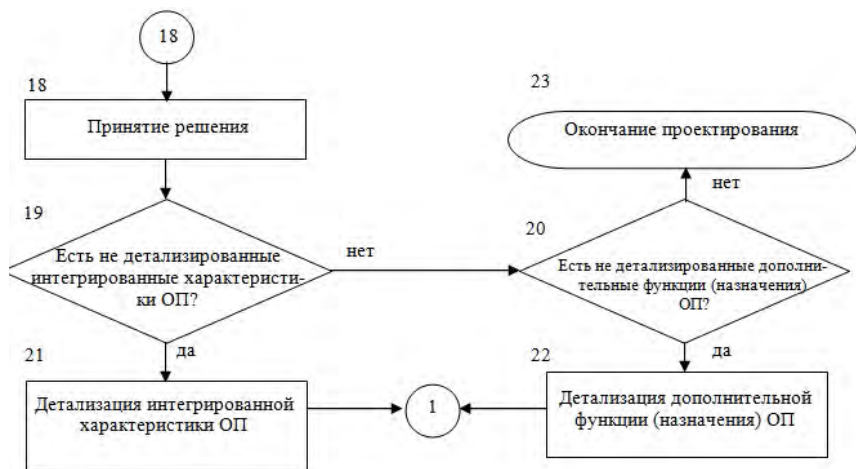 18
18
Принятие решения
23
Окончание проектирования
нет
19
Есть не детализированные
интегрированные характеристи-
ки ОП?
нет
20
Есть не детализированные дополни-
тельные функции (назначения)
ОП?
да
да
21
Детализация интегрированной
характеристики ОП
1
22
Детализация дополнительной
функции (назначения) ОП